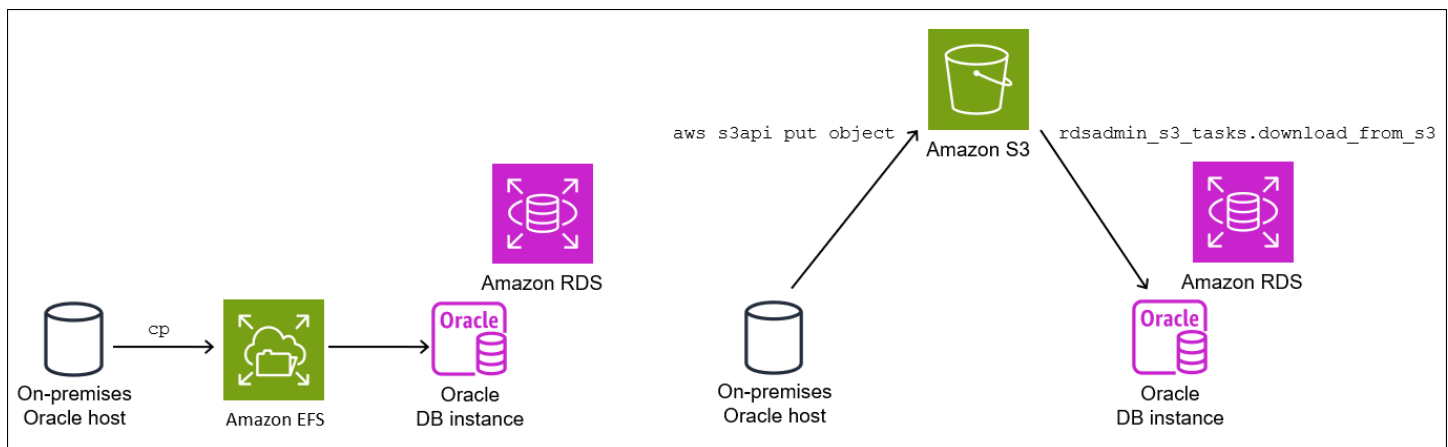 Amazon RDS
cp
On-premises
Oracle host
Amazon EFS
Oracle
Oracle
DB instance
aws s3api put object
Amazon S3
rdsadmin_s3_tasks.download_from_s3
Amazon RDS
On-premises
Oracle host
Oracle
Oracle
DB instance